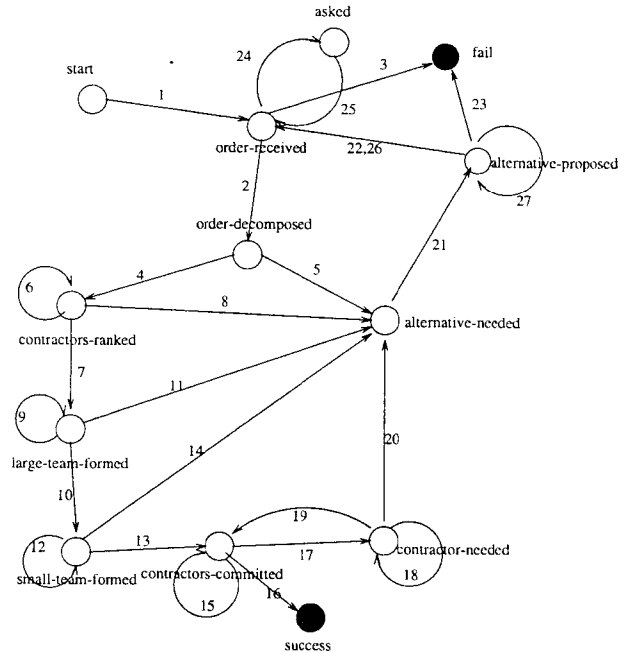 asked
24
3
fail
start
1
25
23
order-received
22,26
alternative-proposed
27
2
order-decomposed
21
4
5
6
8
alternative-needed
contractors-ranked
7
11
9
large-team-formed
14
20
10
19
12
13
17
contractor-needed
small-team-formed
contractors-committed
18
16
15
success